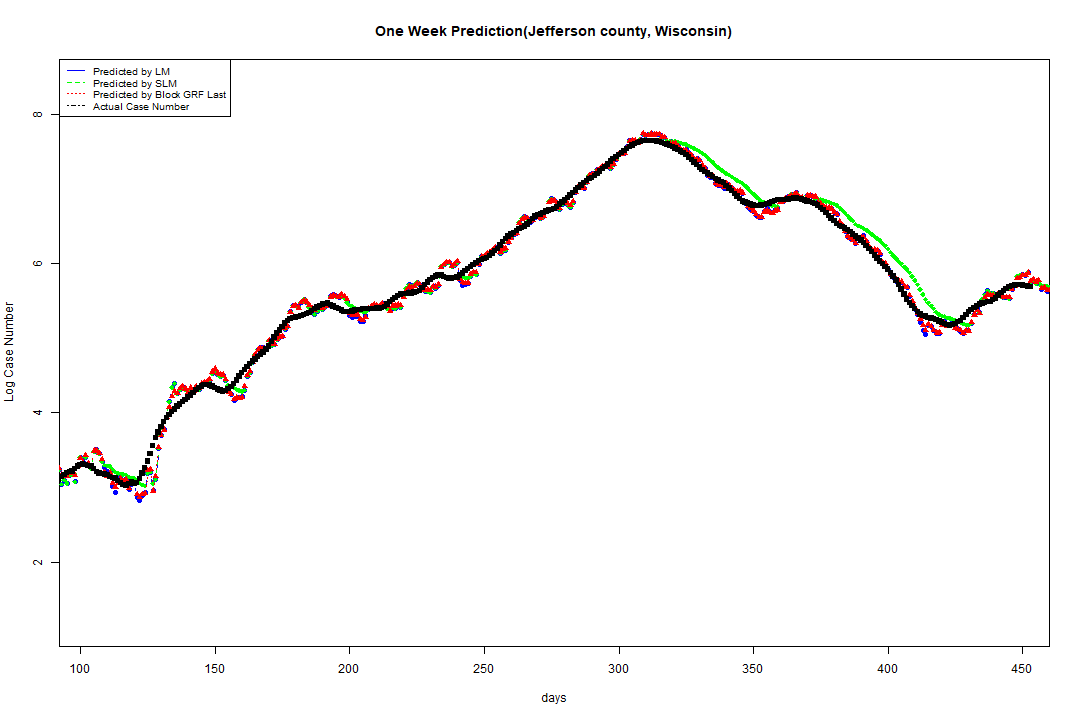 One Week Prediction(Jefferson county, Wisconsin)
Predicted by LM
Predicted by SLM
Predicted by Block GRF Last
Actual Case Number
Log Case Number
8
6
4
2
100 150 200 250 300 350 400 450
days